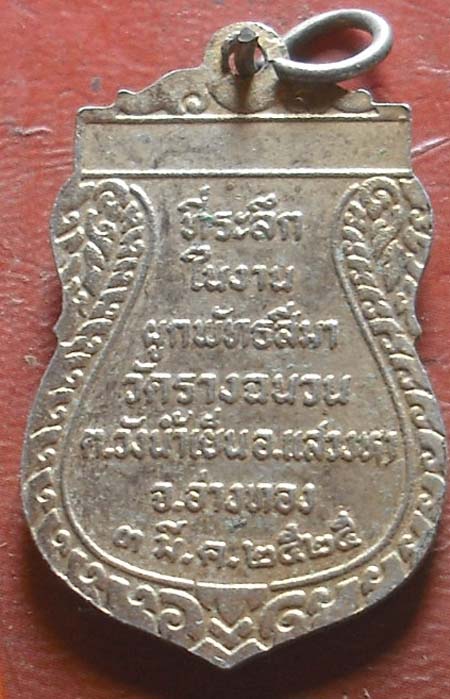 ที่ระลึก
ในงาน
ผูกพัทธสีมา
วัดรางฉนวน
ต.วังน้ำเย็น อ.แสวงหา
จ.อ่างทอง
๓ มี.ค.๒๕๒๕